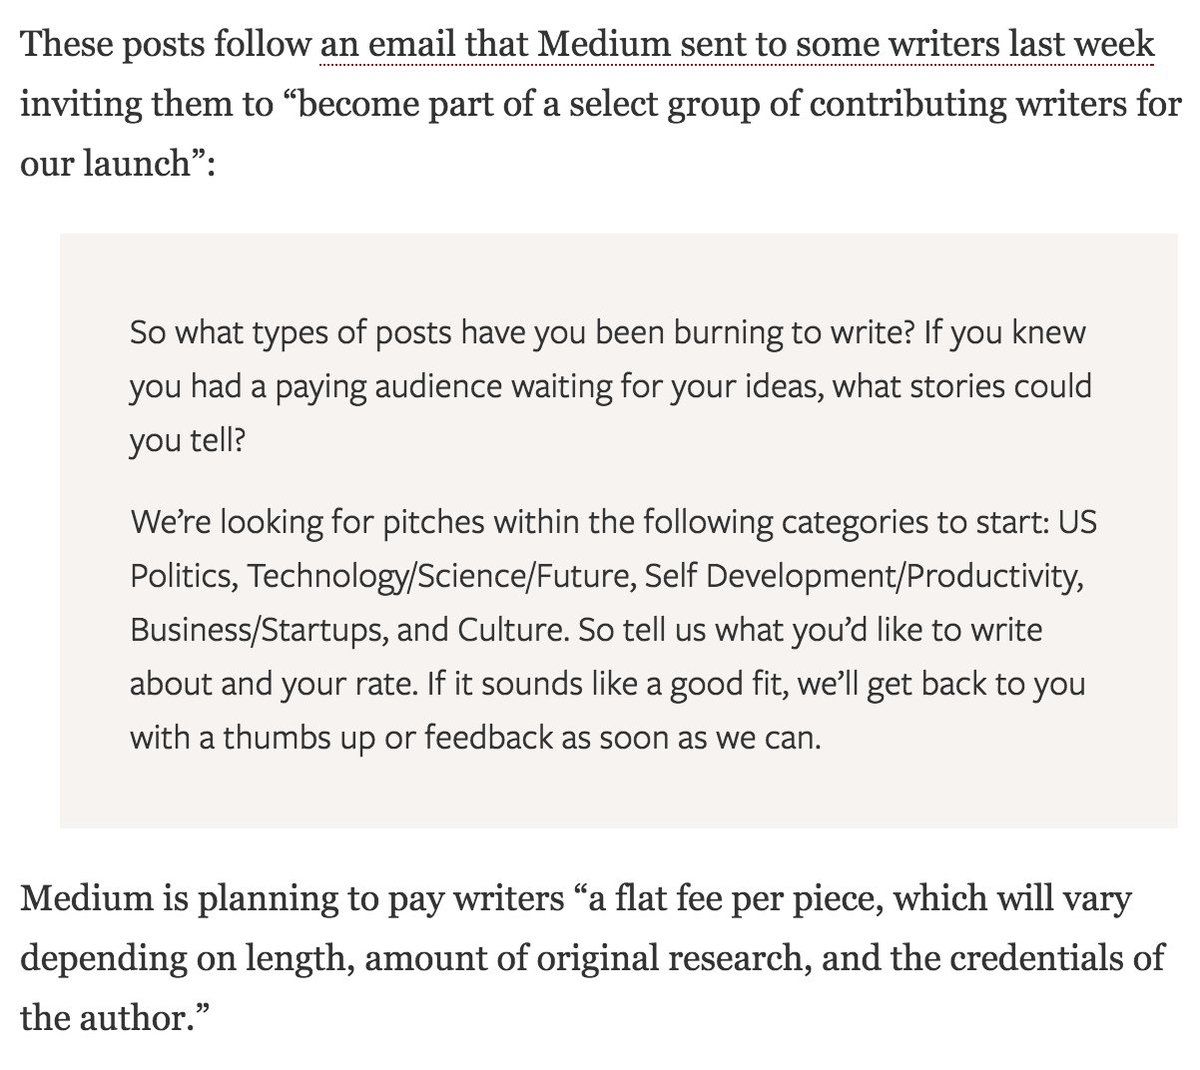 These posts follow an email that Medium sent to some writers last week
inviting them to “become part of a select group of contributing writers for
our launch”:
So what types of posts have you been burning to write? If you knew
you had a paying audience waiting for your ideas, what stories could
you tell?
We’re looking for pitches within the following categories to start: US
Politics, Technology/Science/Future, Self Development/Productivity,
Business/Startups, and Culture. So tell us what you’d like to write
about and your rate. If it sounds like a good fit, we’ll get back to you
with a thumbs up or feedback as soon as we can.
Medium is planning to pay writers “a flat fee per piece, which will vary
depending on length, amount of original research, and the credentials of
the author.”